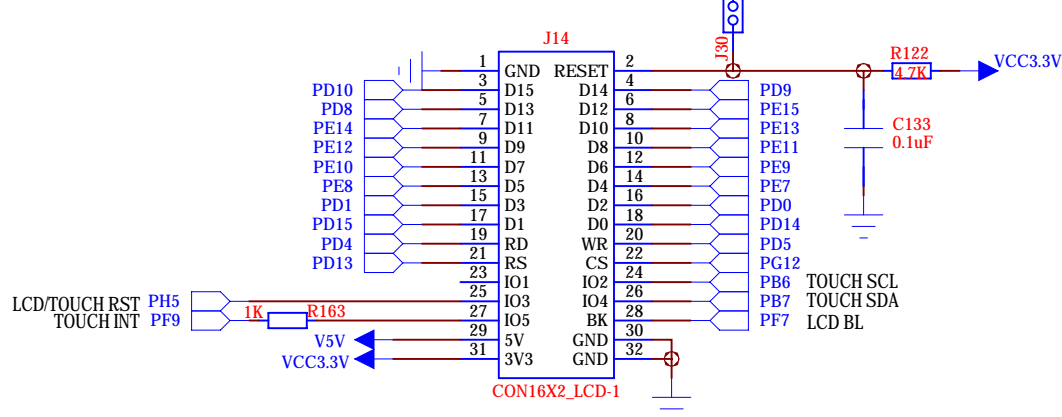 J30
J14
R122
4.7K
VCC3.3V
1 GND RESET 2
PD10 3 D15 D14 4 PD9
PD8 5 D13 D12 6 PE15
PE14 7 D11 D10 8 PE13
PE12 9 D9 D8 10 PE11
PE10 11 D7 D6 12 PE9
PE8 13 D5 D4 14 PE7
PD1 15 D3 D2 16 PD0
PD15 17 D1 D0 18 PD14
PD4 19 RD WR 20 PD5
PD13 21 RS CS 22 PG12
23 IO1 IO2 24 PB6 TOUCH SCL
LCD/TOUCH RST PH5 25 IO3 IO4 26 PB7 TOUCH SDA
TOUCH INT PF9 1K R163 27 IO5 BK 28 PF7 LCD BL
V5V 29 5V GND 30
VCC3.3V 31 3V3 GND 32
C133
0.1uF
CON16X2_LCD-1